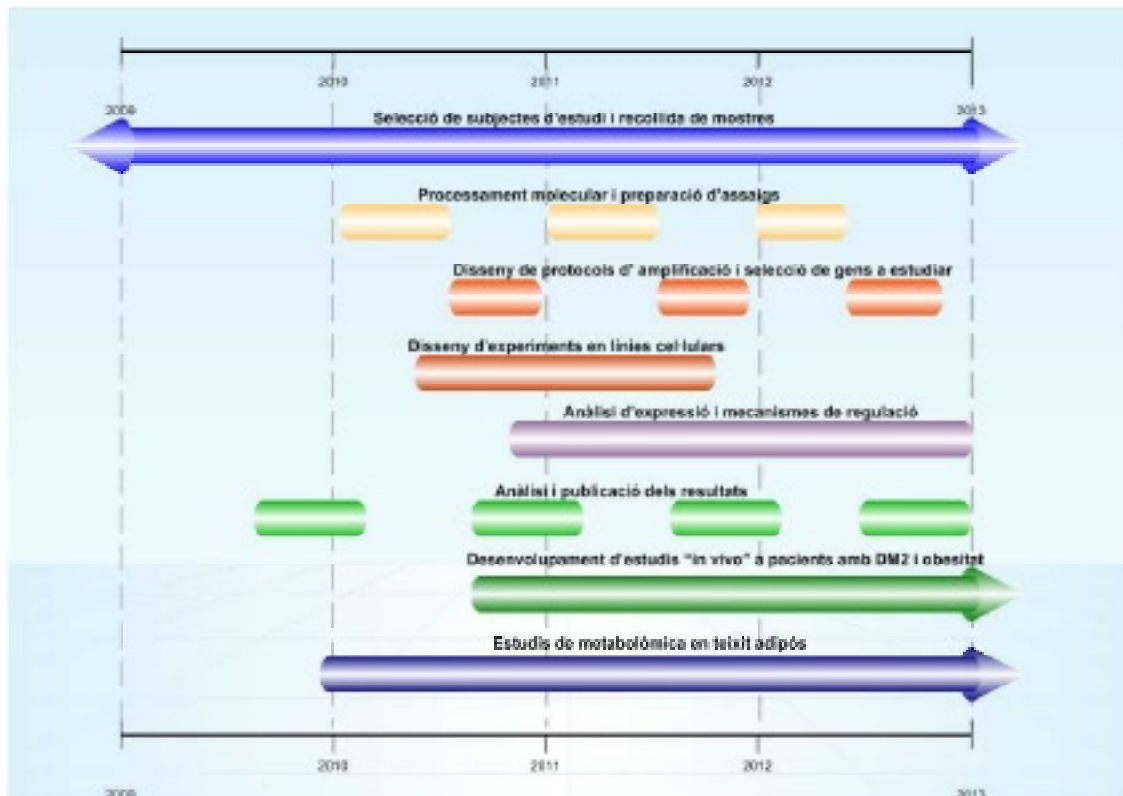 2010 2011 2012
2009 2013
Selecció de subjectes d'estudi i recollida de mostres
Processament molecular i preparació d'assaigs
Disseny de protocols d' amplificació i selecció de gens a estudiar
Disseny d'experiments en línies cel·lulars
Anàlisi d'expressió i mecanismes de regulació
Anàlisi i publicació dels resultats
Desenvolupament d'estudis "in vivo" a pacients amb DM2 i obesitat
Estudis de metabolòmica en teixit adipós
2010 2011 2012
2009 2013